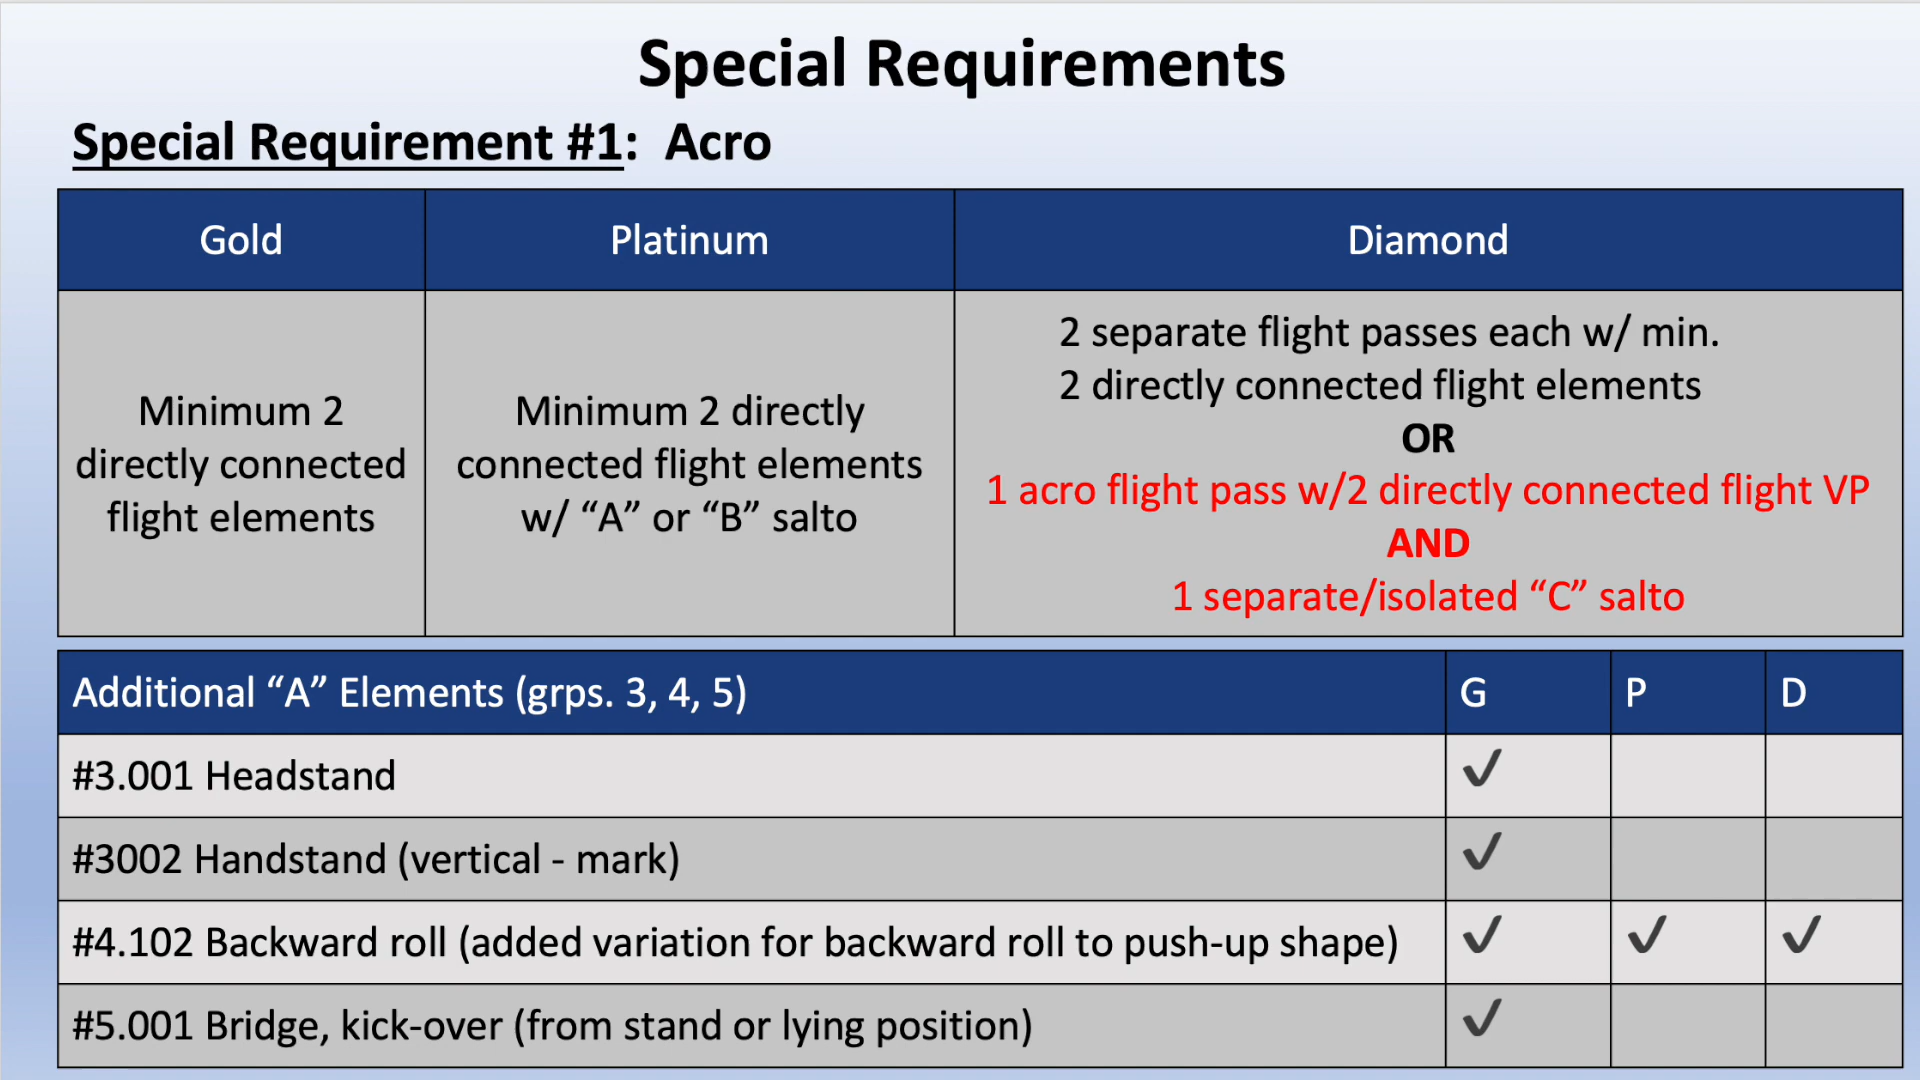 Special Requirements
Special Requirement #1: Acro
Gold
Platinum
Diamond
Minimum 2
directly connected
flight elements
Minimum 2 directly
connected flight elements
w/ “A” or “B” salto
2 separate flight passes each w/ min.
2 directly connected flight elements
OR
1 acro flight pass w/2 directly connected flight VP
AND
1 separate/isolated “C” salto
Additional “A” Elements (grps. 3, 4, 5) G P D
#3.001 Headstand ✓
#3002 Handstand (vertical - mark) ✓
#4.102 Backward roll (added variation for backward roll to push-up shape) ✓ ✓ ✓
#5.001 Bridge, kick-over (from stand or lying position) ✓